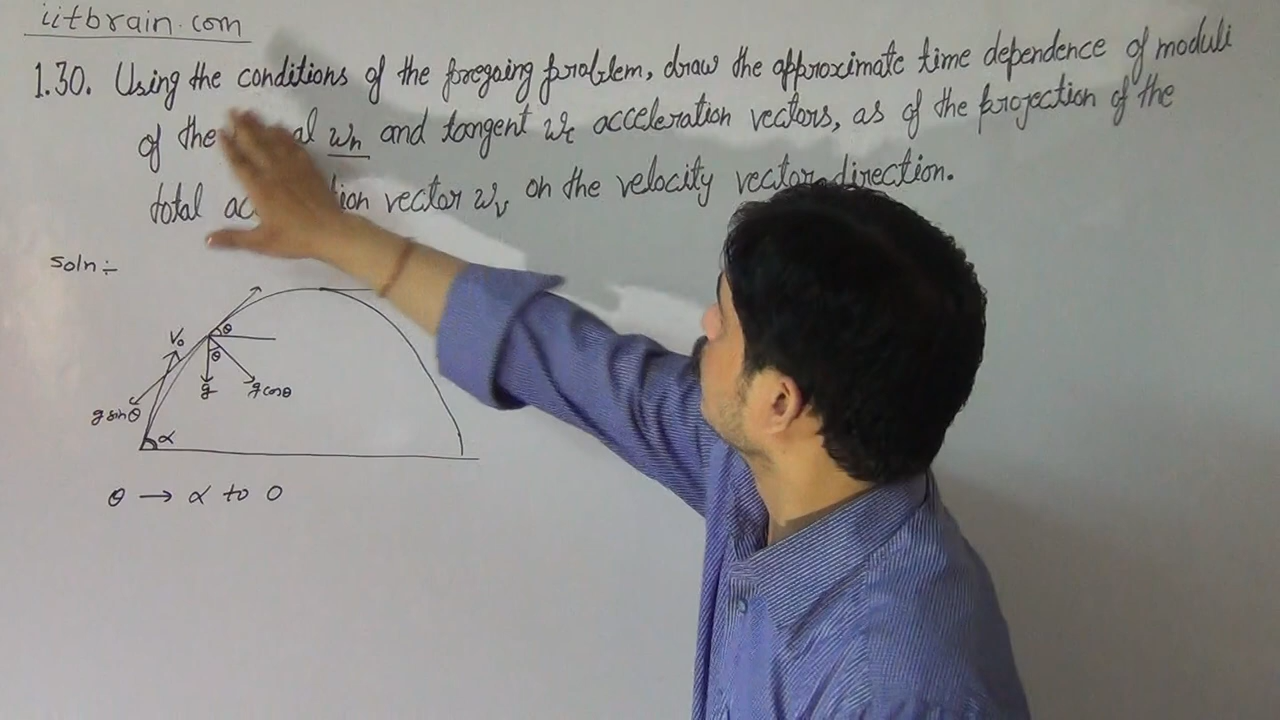 iitbrain.com
1.30. Using the conditions of the foregoing problem, draw the approximate time dependence of moduli
of the wn and tangent wτ acceleration vectors, as of the projection of the
total vector wv on the velocity vector direction.
Soln÷
V₀
θ
θ
g
g cosθ
g sinθ
α
θ → α to 0